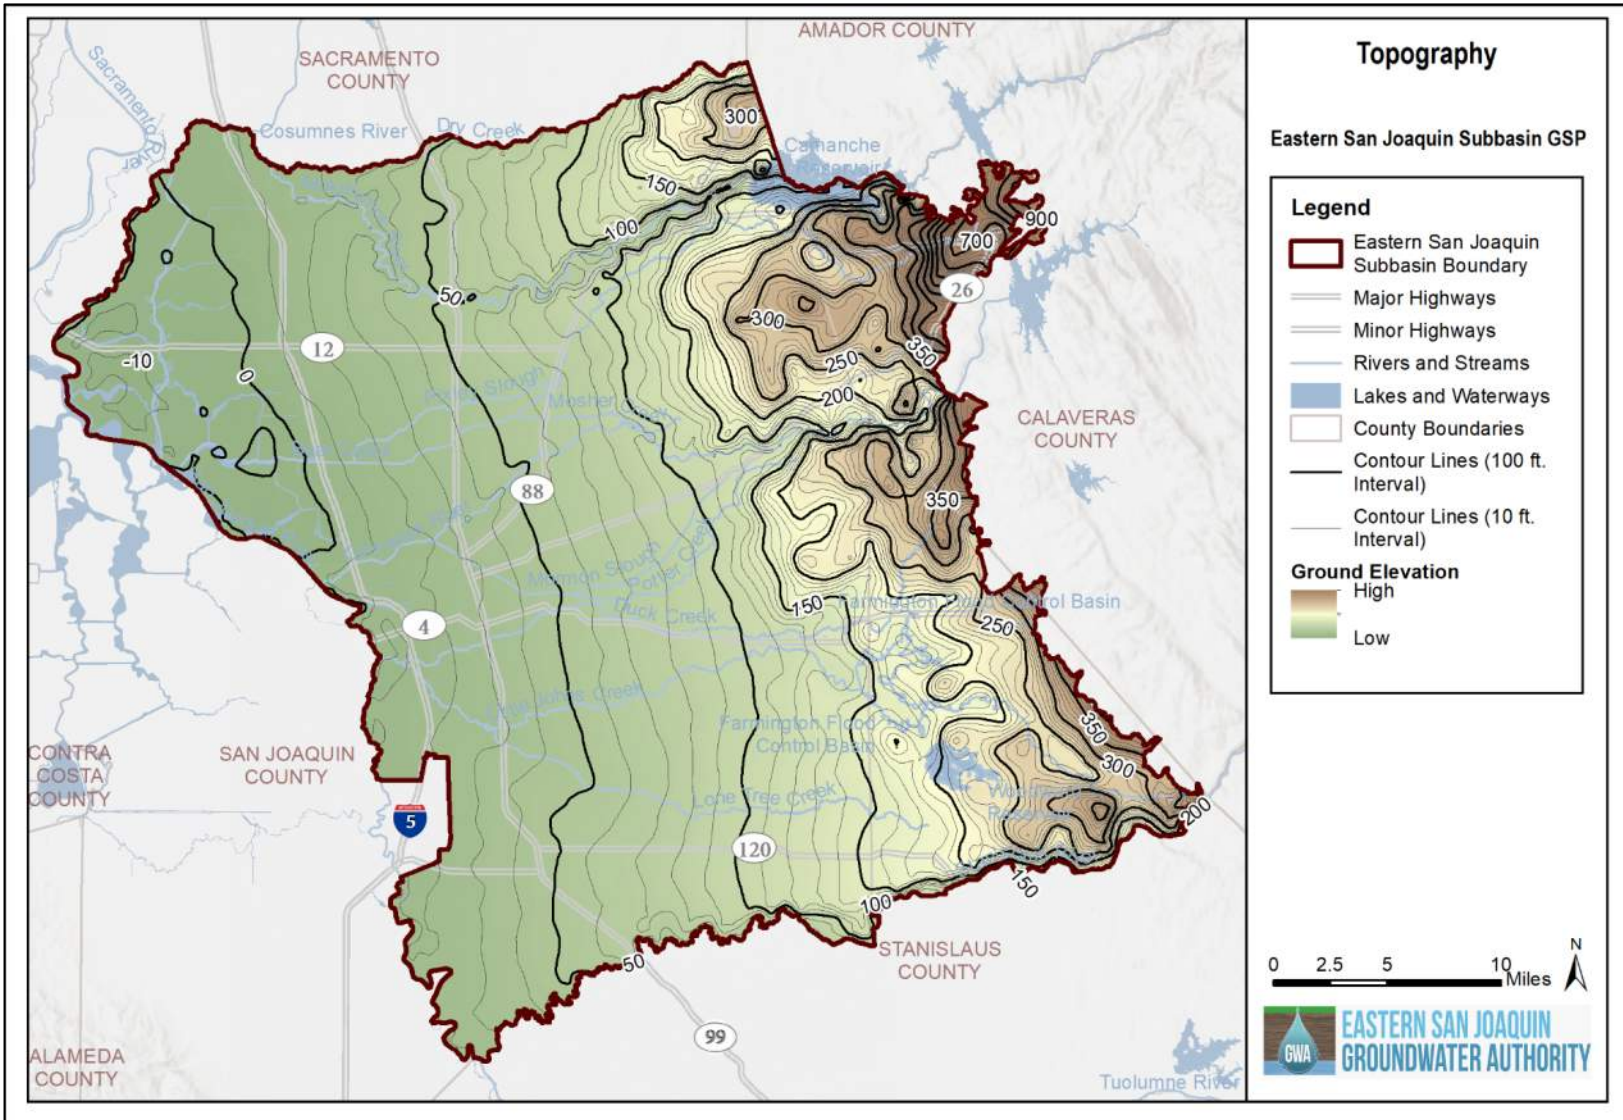 AMADOR COUNTY
SACRAMENTO
COUNTY
Sacramento River
Cosumnes River
Dry Creek
300
Camanche
Reservoir
150
100
900
700
50
26
300
12
-10
0
350
250
200
Mosher Creek
CALAVERAS
COUNTY
88
350
Mormon Slough
Potter Creek
Duck Creek
150
Farmington Flood Control Basin
4
250
Farmington Flood
Control Basin
350
CONTRA
COSTA
COUNTY
SAN JOAQUIN
COUNTY
300
Lone Tree Creek
Woodward
Reservoir
200
5
120
150
100
50
STANISLAUS
COUNTY
99
ALAMEDA
COUNTY
Tuolumne River
Topography
Eastern San Joaquin Subbasin GSP
Legend
Eastern San Joaquin
Subbasin Boundary
Major Highways
Minor Highways
Rivers and Streams
Lakes and Waterways
County Boundaries
Contour Lines (100 ft.
Interval)
Contour Lines (10 ft.
Interval)
Ground Elevation
High
Low
N
0 2.5 5 10
Miles
GWA
EASTERN SAN JOAQUIN
GROUNDWATER AUTHORITY